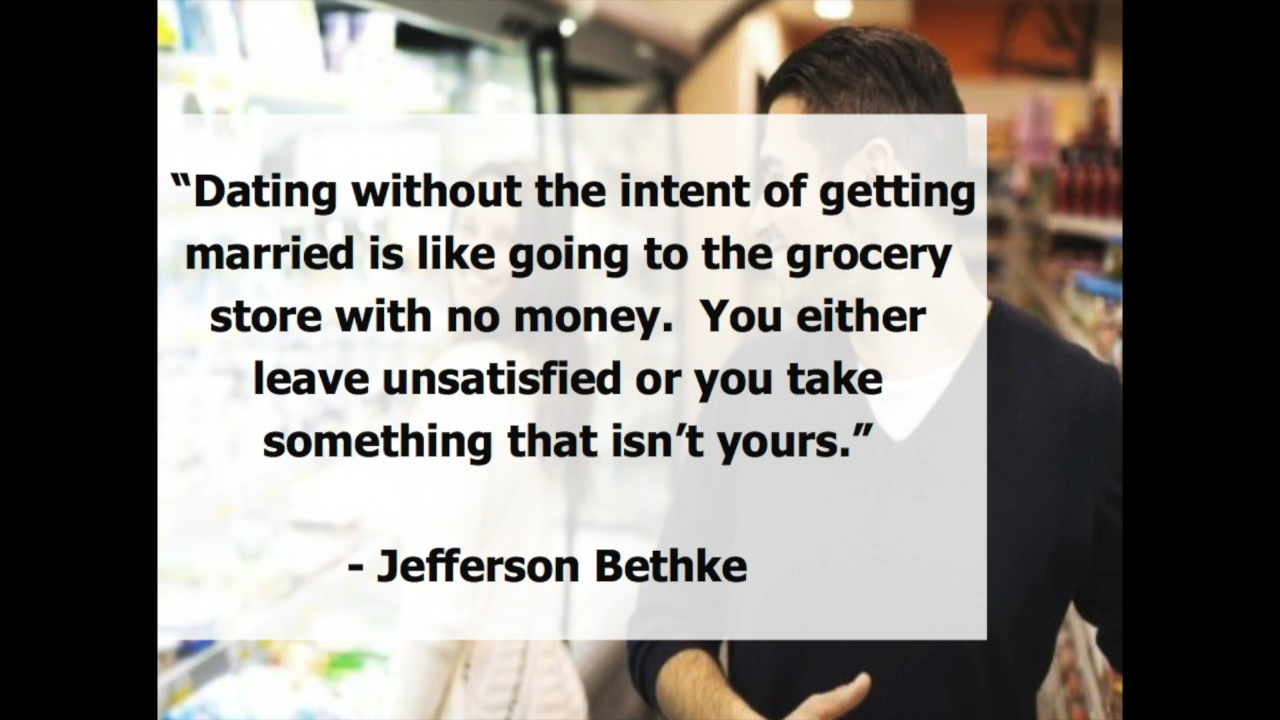 “Dating without the intent of getting
married is like going to the grocery
store with no money.  You either
leave unsatisfied or you take
something that isn’t yours.”
- Jefferson Bethke